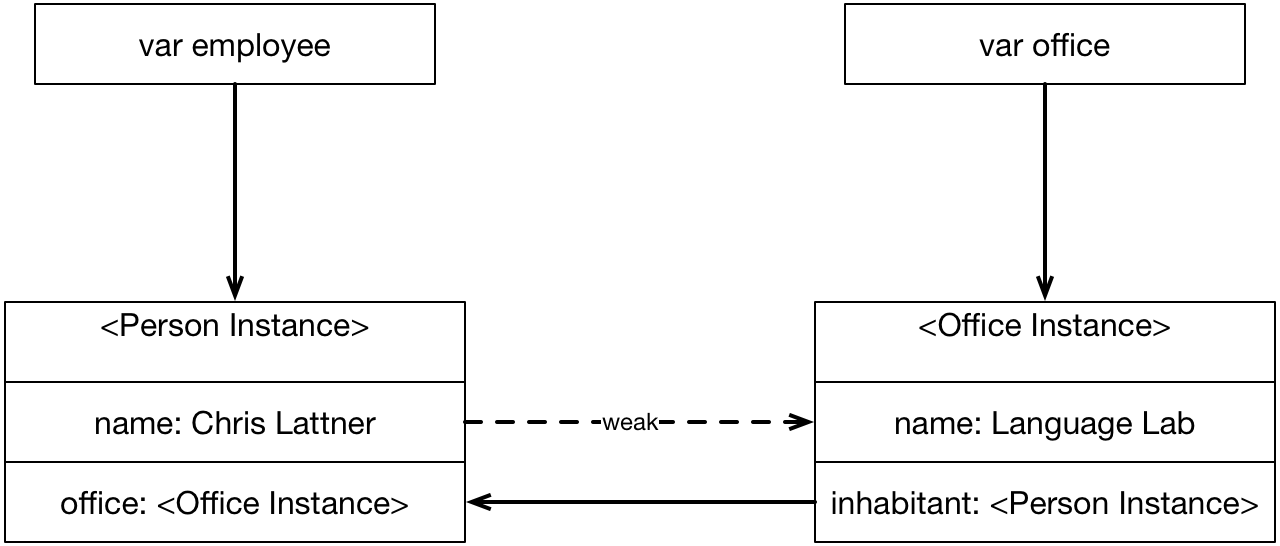 var employee
var office
<Person Instance>
<Office Instance>
name: Chris Lattner
weak
name: Language Lab
office: <Office Instance>
inhabitant: <Person Instance>